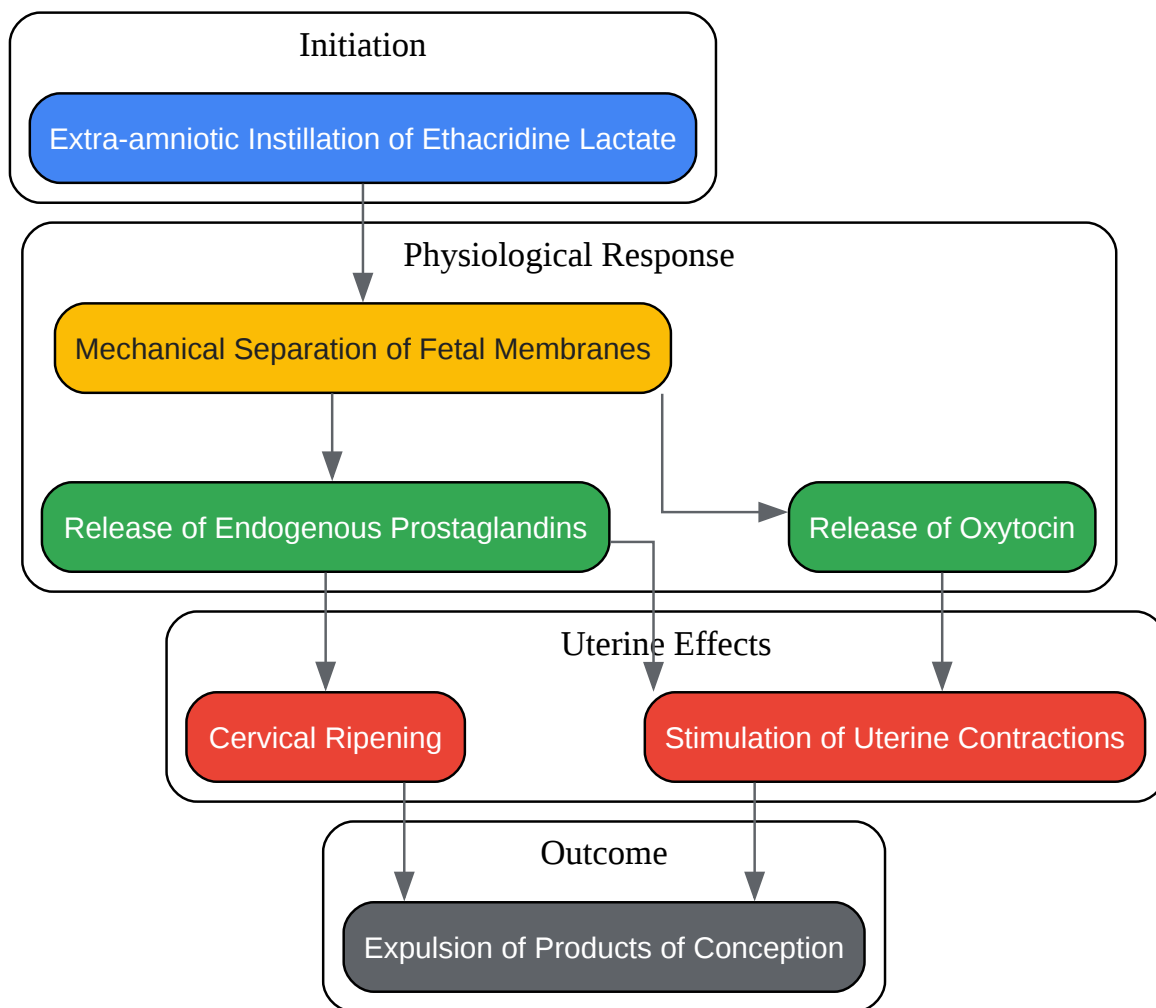 Initiation
Extra-amniotic Instillation of Ethacridine Lactate
Physiological Response
Mechanical Separation of Fetal Membranes
Release of Endogenous Prostaglandins
Release of Oxytocin
Uterine Effects
Cervical Ripening
Stimulation of Uterine Contractions
Outcome
Expulsion of Products of Conception